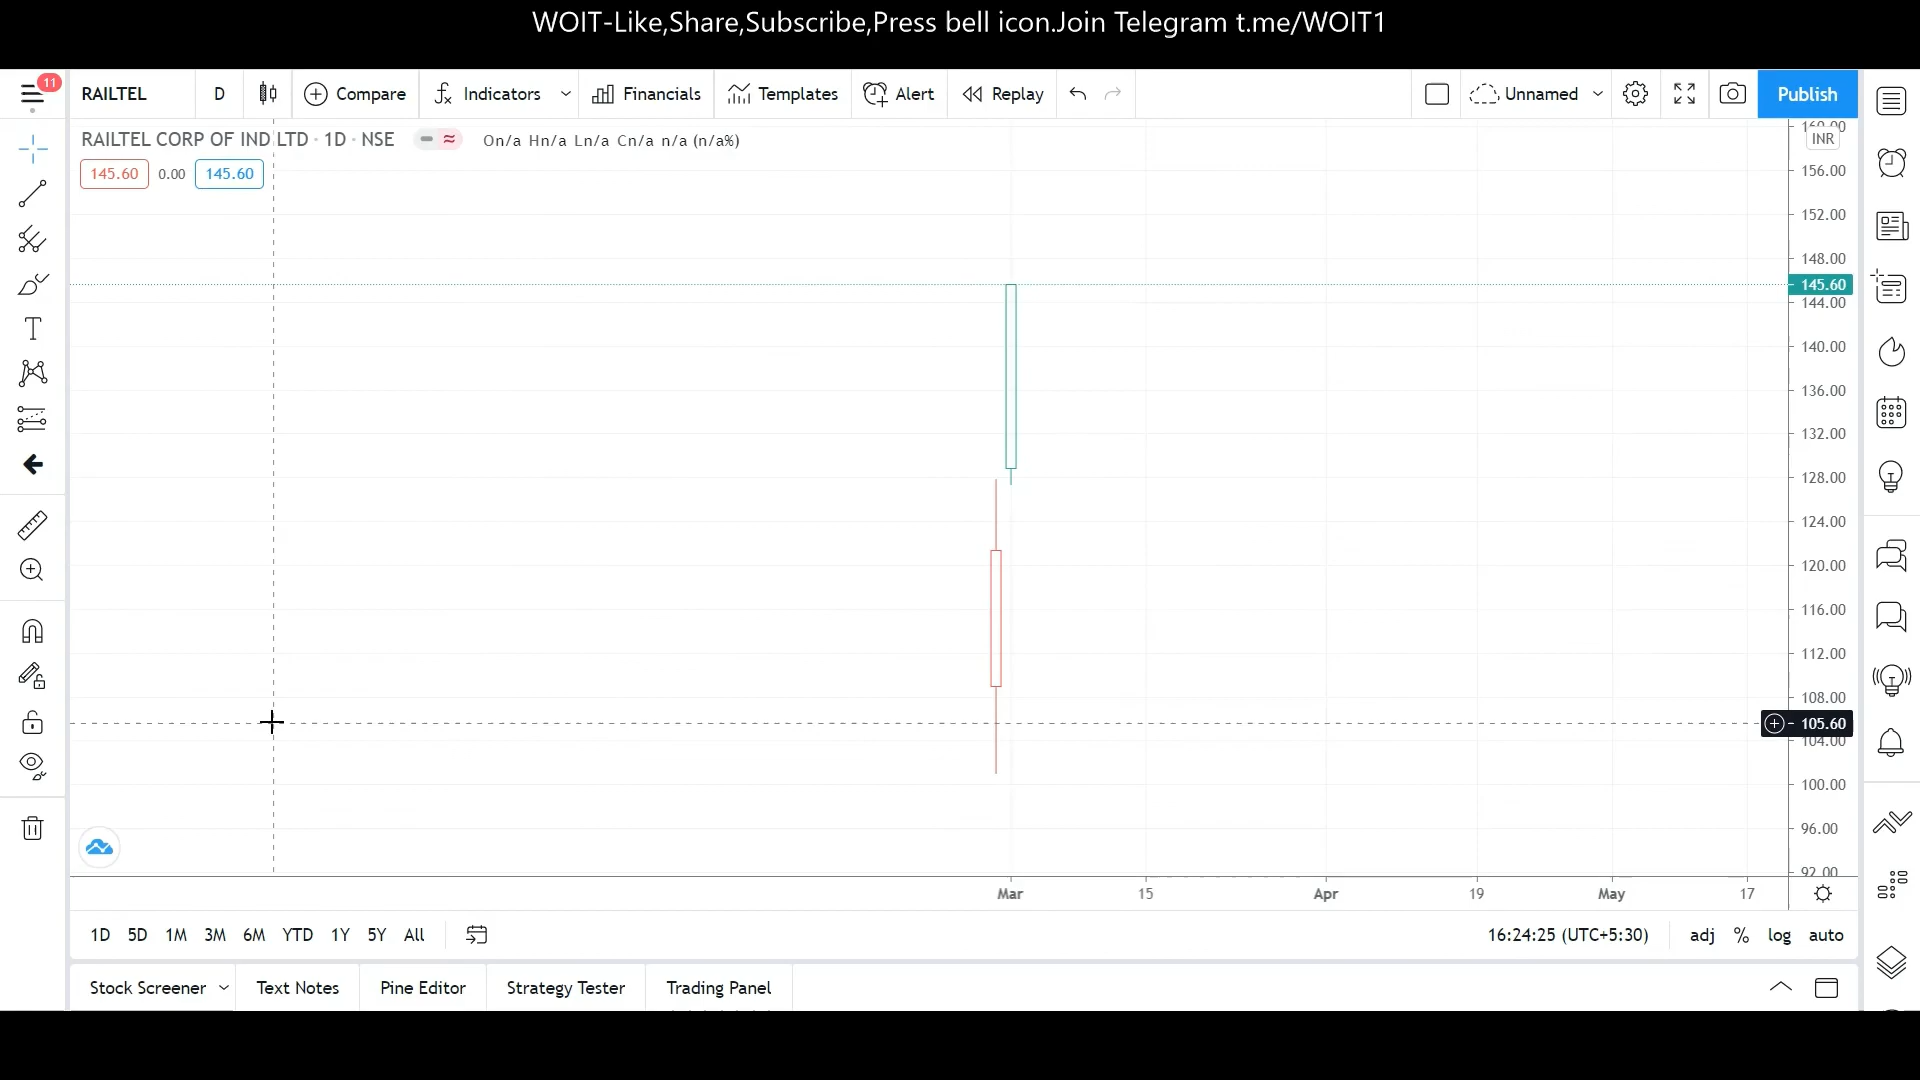 WOIT-Like,Share,Subscribe,Press bell icon.Join Telegram t.me/WOIT1
11
RAILTEL D Compare Indicators Financials Templates Alert Replay Unnamed Publish
RAILTEL CORP OF IND LTD · 1D · NSE On/a Hn/a Ln/a Cn/a n/a (n/a%)
145.60 0.00 145.60
160.00
INR
156.00
152.00
148.00
145.60
144.00
140.00
136.00
132.00
128.00
124.00
120.00
116.00
112.00
108.00
105.60
104.00
100.00
96.00
92.00
Mar 15 Apr 19 May 17
1D 5D 1M 3M 6M YTD 1Y 5Y All 16:24:25 (UTC+5:30) adj % log auto
Stock Screener Text Notes Pine Editor Strategy Tester Trading Panel